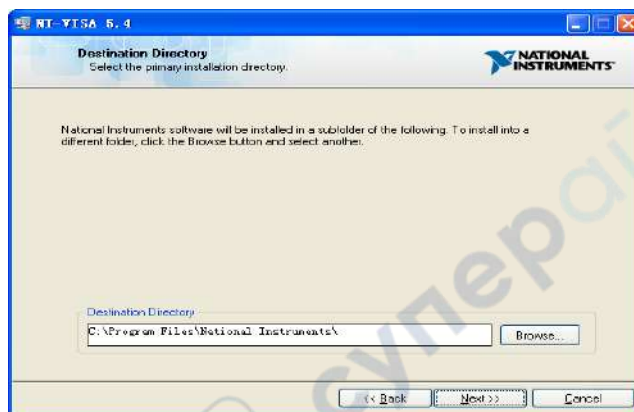 NI-VISA 5.4
Destination Directory
Select the primary installation directory.
NATIONAL
INSTRUMENTS
National Instruments software will be installed in a subfolder of the following. To install into a
different folder, click the Browse button and select another.
Destination Directory
C:\Program Files\National Instruments\
Browse...
<< Back
Next >>
Cancel
суперай